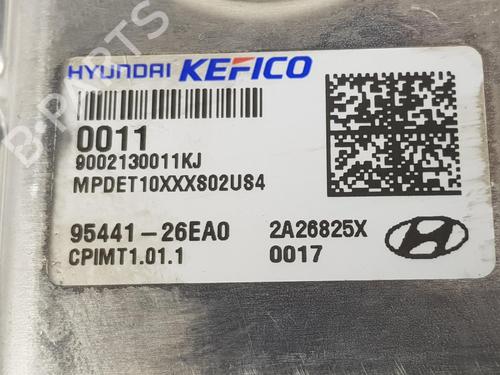 HYUNDAI KEFICO
0011
9002130011KJ
MPDET10XXXS02US4
95441-26EA0 2A26825X
CPIMT1.01.1 0017
B-PARTS